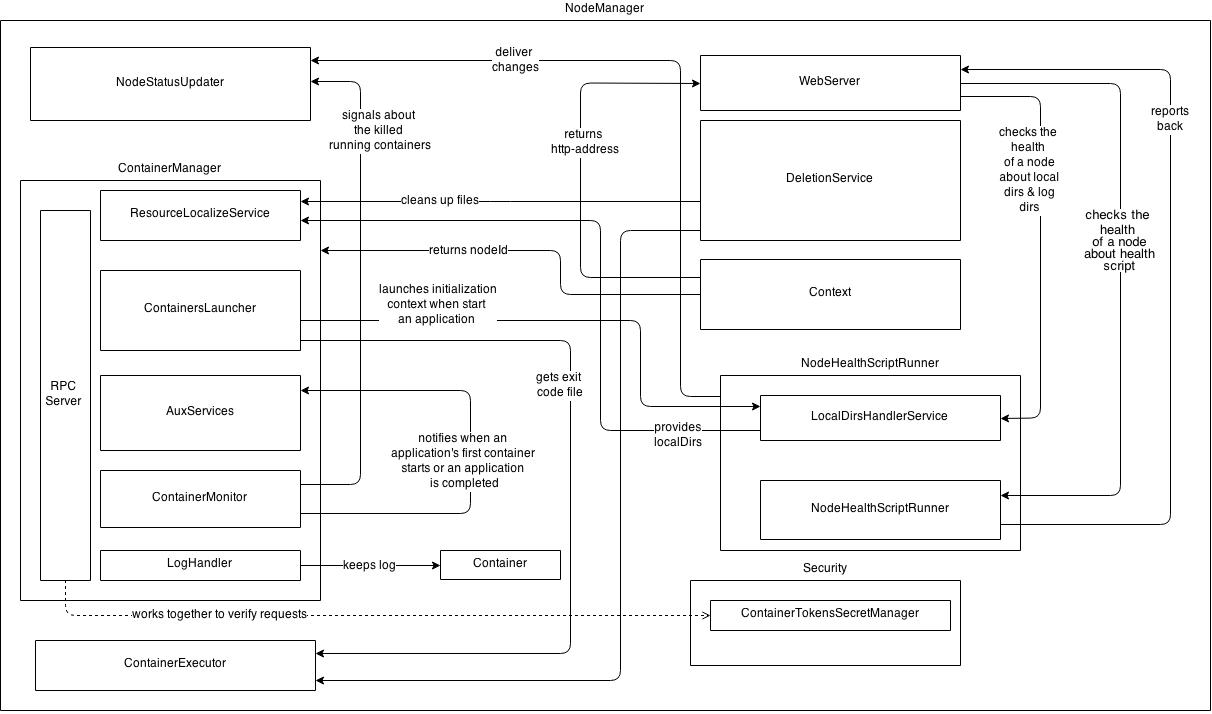 NodeManager
NodeStatusUpdater
deliver
changes
WebServer
signals about
the killed
running containers
returns
http-address
reports
back
checks the
health
of a node
about local
dirs & log
dirs
ContainerManager
ResourceLocalizeService
cleans up files
DeletionService
checks the
health
of a node
about health
script
returns nodeId
ContainersLauncher
launches initialization
context when start
an application
Context
RPC
Server
gets exit
code file
NodeHealthScriptRunner
AuxServices
LocalDirsHandlerService
provides
localDirs
notifies when an
application's first container
starts or an application
is completed
ContainerMonitor
NodeHealthScriptRunner
LogHandler
keeps log
Container
Security
works together to verify requests
ContainerTokensSecretManager
ContainerExecutor